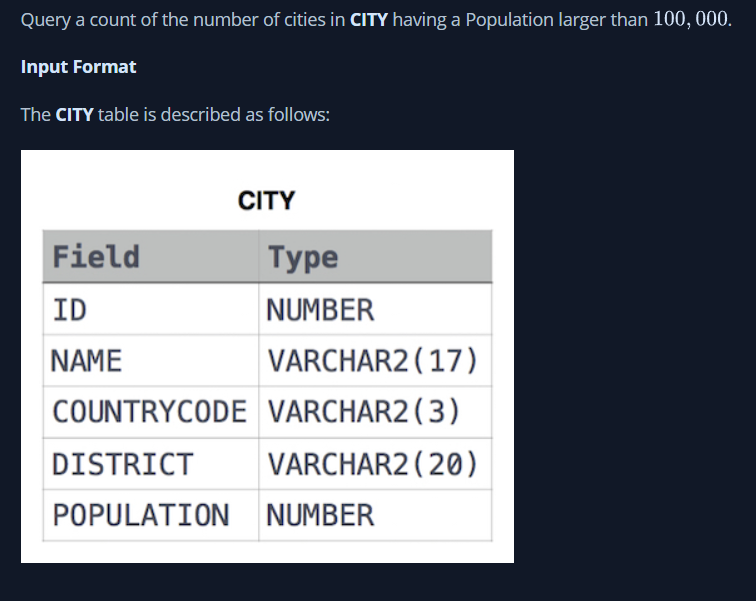 Query a count of the number of cities in CITY having a Population larger than 100,000.
Input Format
The CITY table is described as follows:
CITY
Field Type
ID NUMBER
NAME VARCHAR2(17)
COUNTRYCODE VARCHAR2(3)
DISTRICT VARCHAR2(20)
POPULATION NUMBER